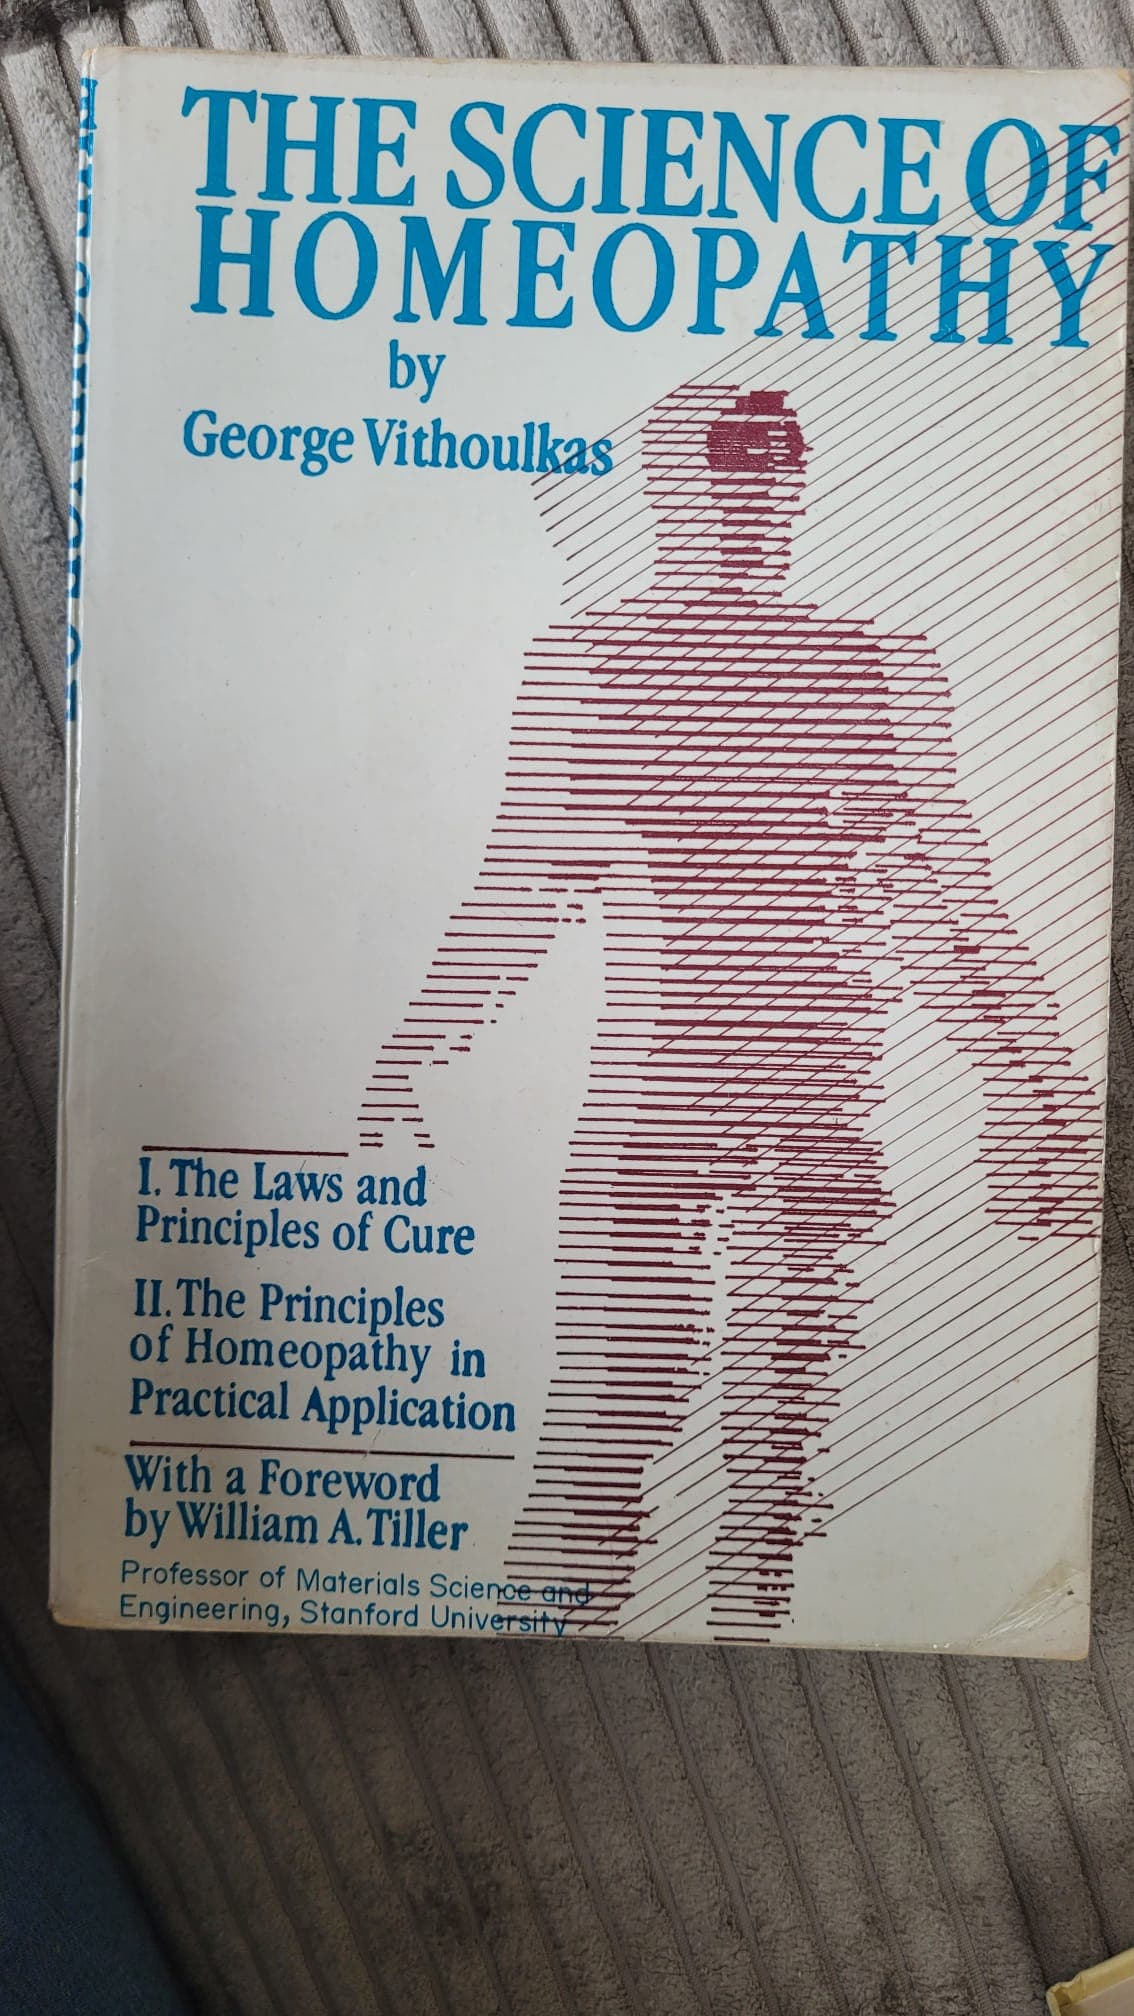 THE SCIENCE OF
HOMEOPATHY
by
George Vithoulkas
I. The Laws and
Principles of Cure
II. The Principles
of Homeopathy in
Practical Application
With a Foreword
by William A. Tiller
Professor of Materials Science and
Engineering, Stanford University